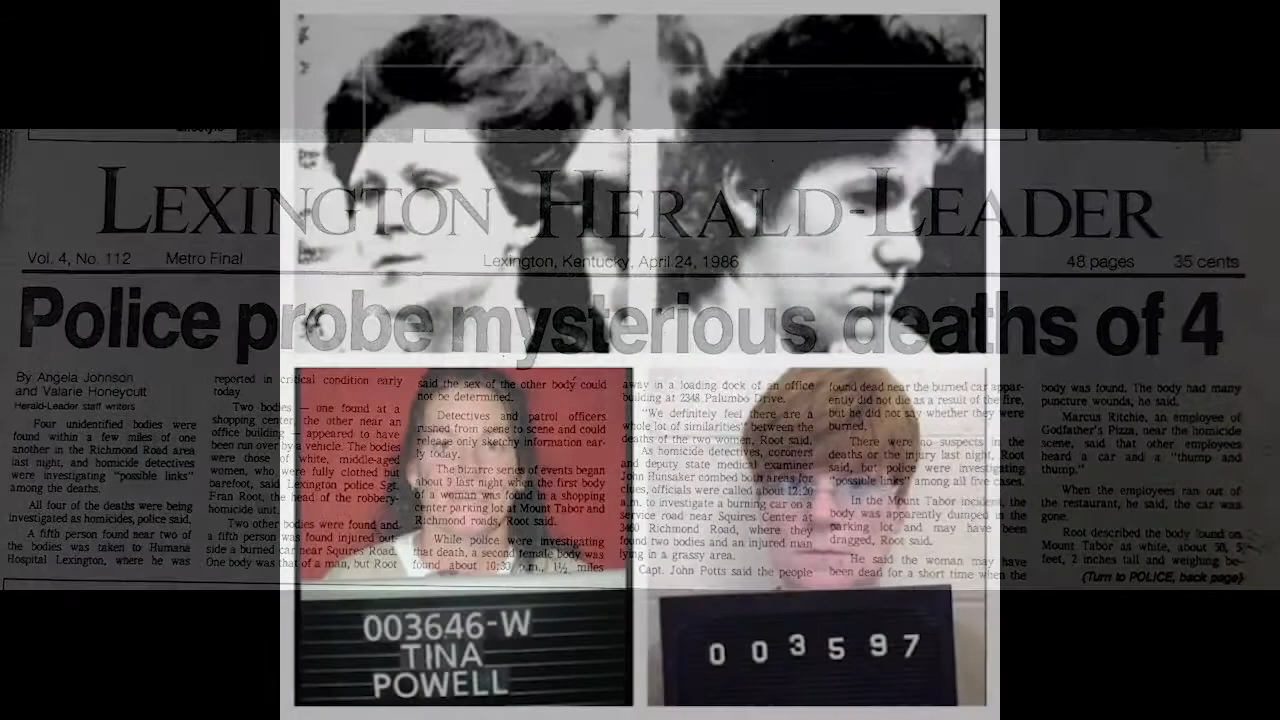 Lifestyle
LEXINGTON HERALD-LEADER
Vol. 4, No. 112 Metro Final Lexington, Kentucky, April 24, 1986 48 pages 35 cents
Police probe mysterious deaths of 4
By Angela Johnson
and Valarie Honeycutt
Herald-Leader staff writers
Four unidentified bodies were
found within a few miles of one
another in the Richmond Road area
last night, and homicide detectives
were investigating "possible links"
among the deaths.
All four of the deaths were being
investigated as homicides, police said.
A fifth person found near two of
the bodies was taken to Humana
Hospital Lexington, where he was
reported in critical condition early
today.
Two bodies — one found at a
shopping center, the other near an
office building — appeared to have
been run over by a vehicle. The bodies
were those of white, middle-aged
women, who were fully clothed but
barefoot, said Lexington police Sgt.
Fran Root, the head of the robbery-
homicide unit.
Two other bodies were found and
a fifth person was found injured out-
side a burned car near Squires Road.
One body was that of a man, but Root
said the sex of the other body could
not be determined.
Detectives and patrol officers
rushed from scene to scene and could
release only sketchy information ear-
ly today.
The bizarre series of events began
about 9 last night when the first body
of a woman was found in a shopping
center parking lot at Mount Tabor and
Richmond roads, Root said.
While police were investigating
that death, a second female body was
found about 10:30 p.m., 1½ miles
away in a loading dock of an office
building at 2348 Palumbo Drive.
"We definitely feel there are a
whole lot of similarities" between the
deaths of the two women, Root said.
As homicide detectives, coroners
and deputy state medical examiner
John Hunsaker combed both areas for
clues, officials were called about 12:20
a.m. to investigate a burning car on a
service road near Squires Center at
3460 Richmond Road, where they
found two bodies and an injured man
lying in a grassy area.
Capt. John Potts said the people
found dead near the burned car appar-
ently did not die as a result of the fire,
but he did not say whether they were
burned.
There were no suspects in the
deaths or the injury last night, Root
said, but police were investigating
"possible links" among all five cases.
In the Mount Tabor incident, the
body was apparently dumped in the
parking lot and may have been
dragged, Root said.
He said the woman may have
been dead for a short time when the
body was found. The body had many
puncture wounds, he said.
Marcus Ritchie, an employee of
Godfather's Pizza, near the homicide
scene, said that other employees
heard a car and a "thump and
thump."
When the employees ran out of
the restaurant, he said, the car was
gone.
Root described the body found on
Mount Tabor as white, about 50, 5
feet, 2 inches tall and weighing be-
(Turn to POLICE, back page)
003646-W
TINA
POWELL
003597